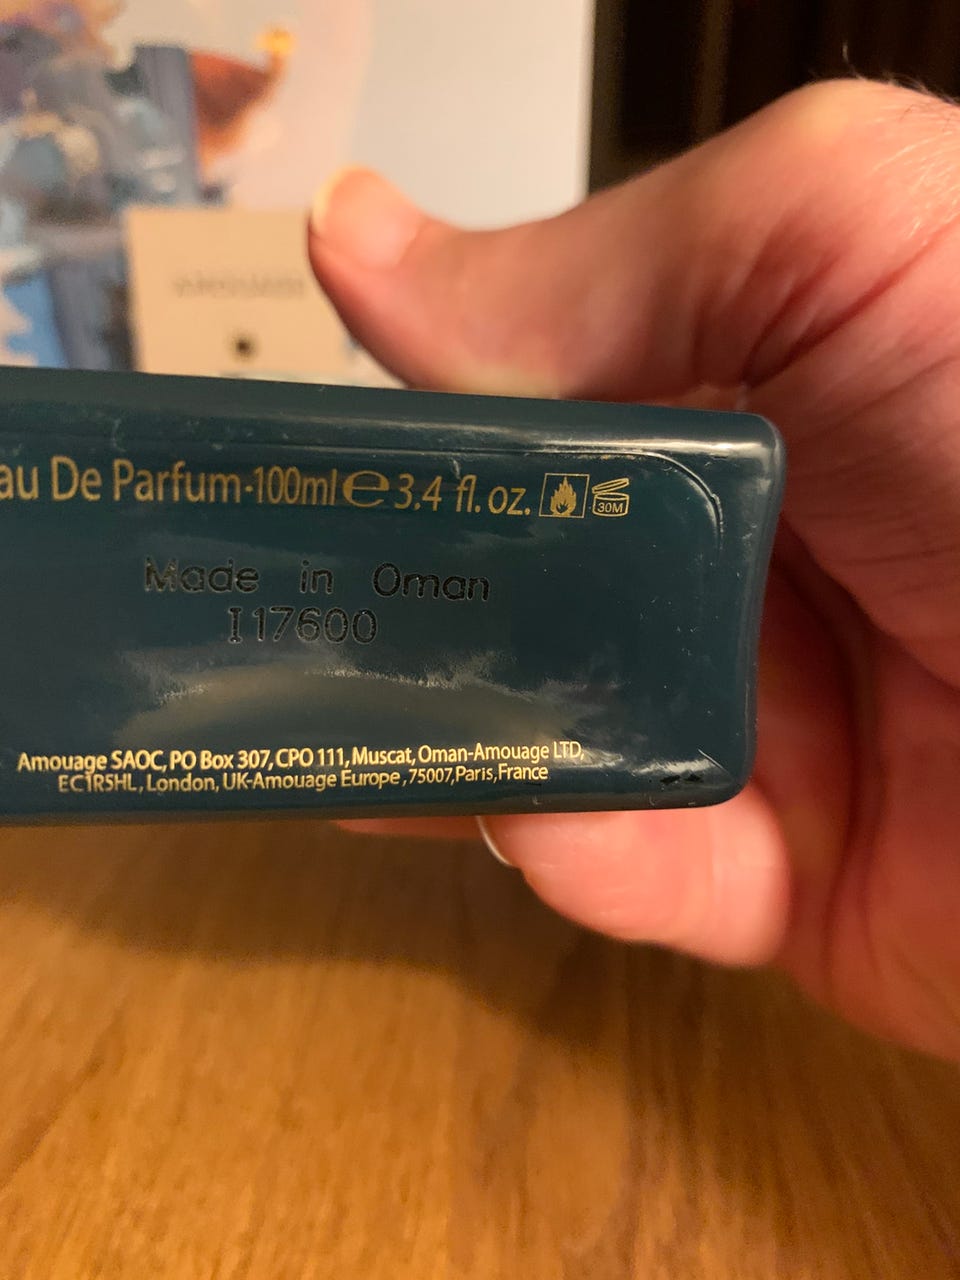 AMOUAGE
au De Parfum-100ml℮3.4 fl. oz.
30M
Made in Oman
I17600
Amouage SAOC, PO Box 307, CPO 111, Muscat, Oman-Amouage LTD,
EC1R5HL, London, UK-Amouage Europe, 75007, Paris, France